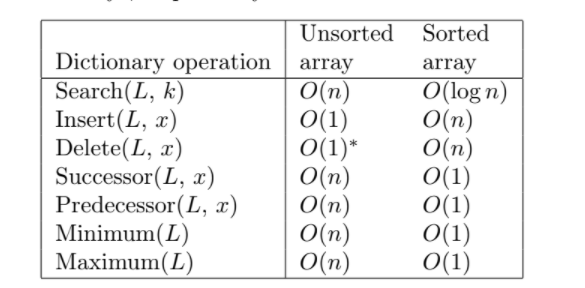 Unsorted Sorted
Dictionary operation array array
Search(L, k) O(n) O(log n)
Insert(L, x) O(1) O(n)
Delete(L, x) O(1)* O(n)
Successor(L, x) O(n) O(1)
Predecessor(L, x) O(n) O(1)
Minimum(L) O(n) O(1)
Maximum(L) O(n) O(1)